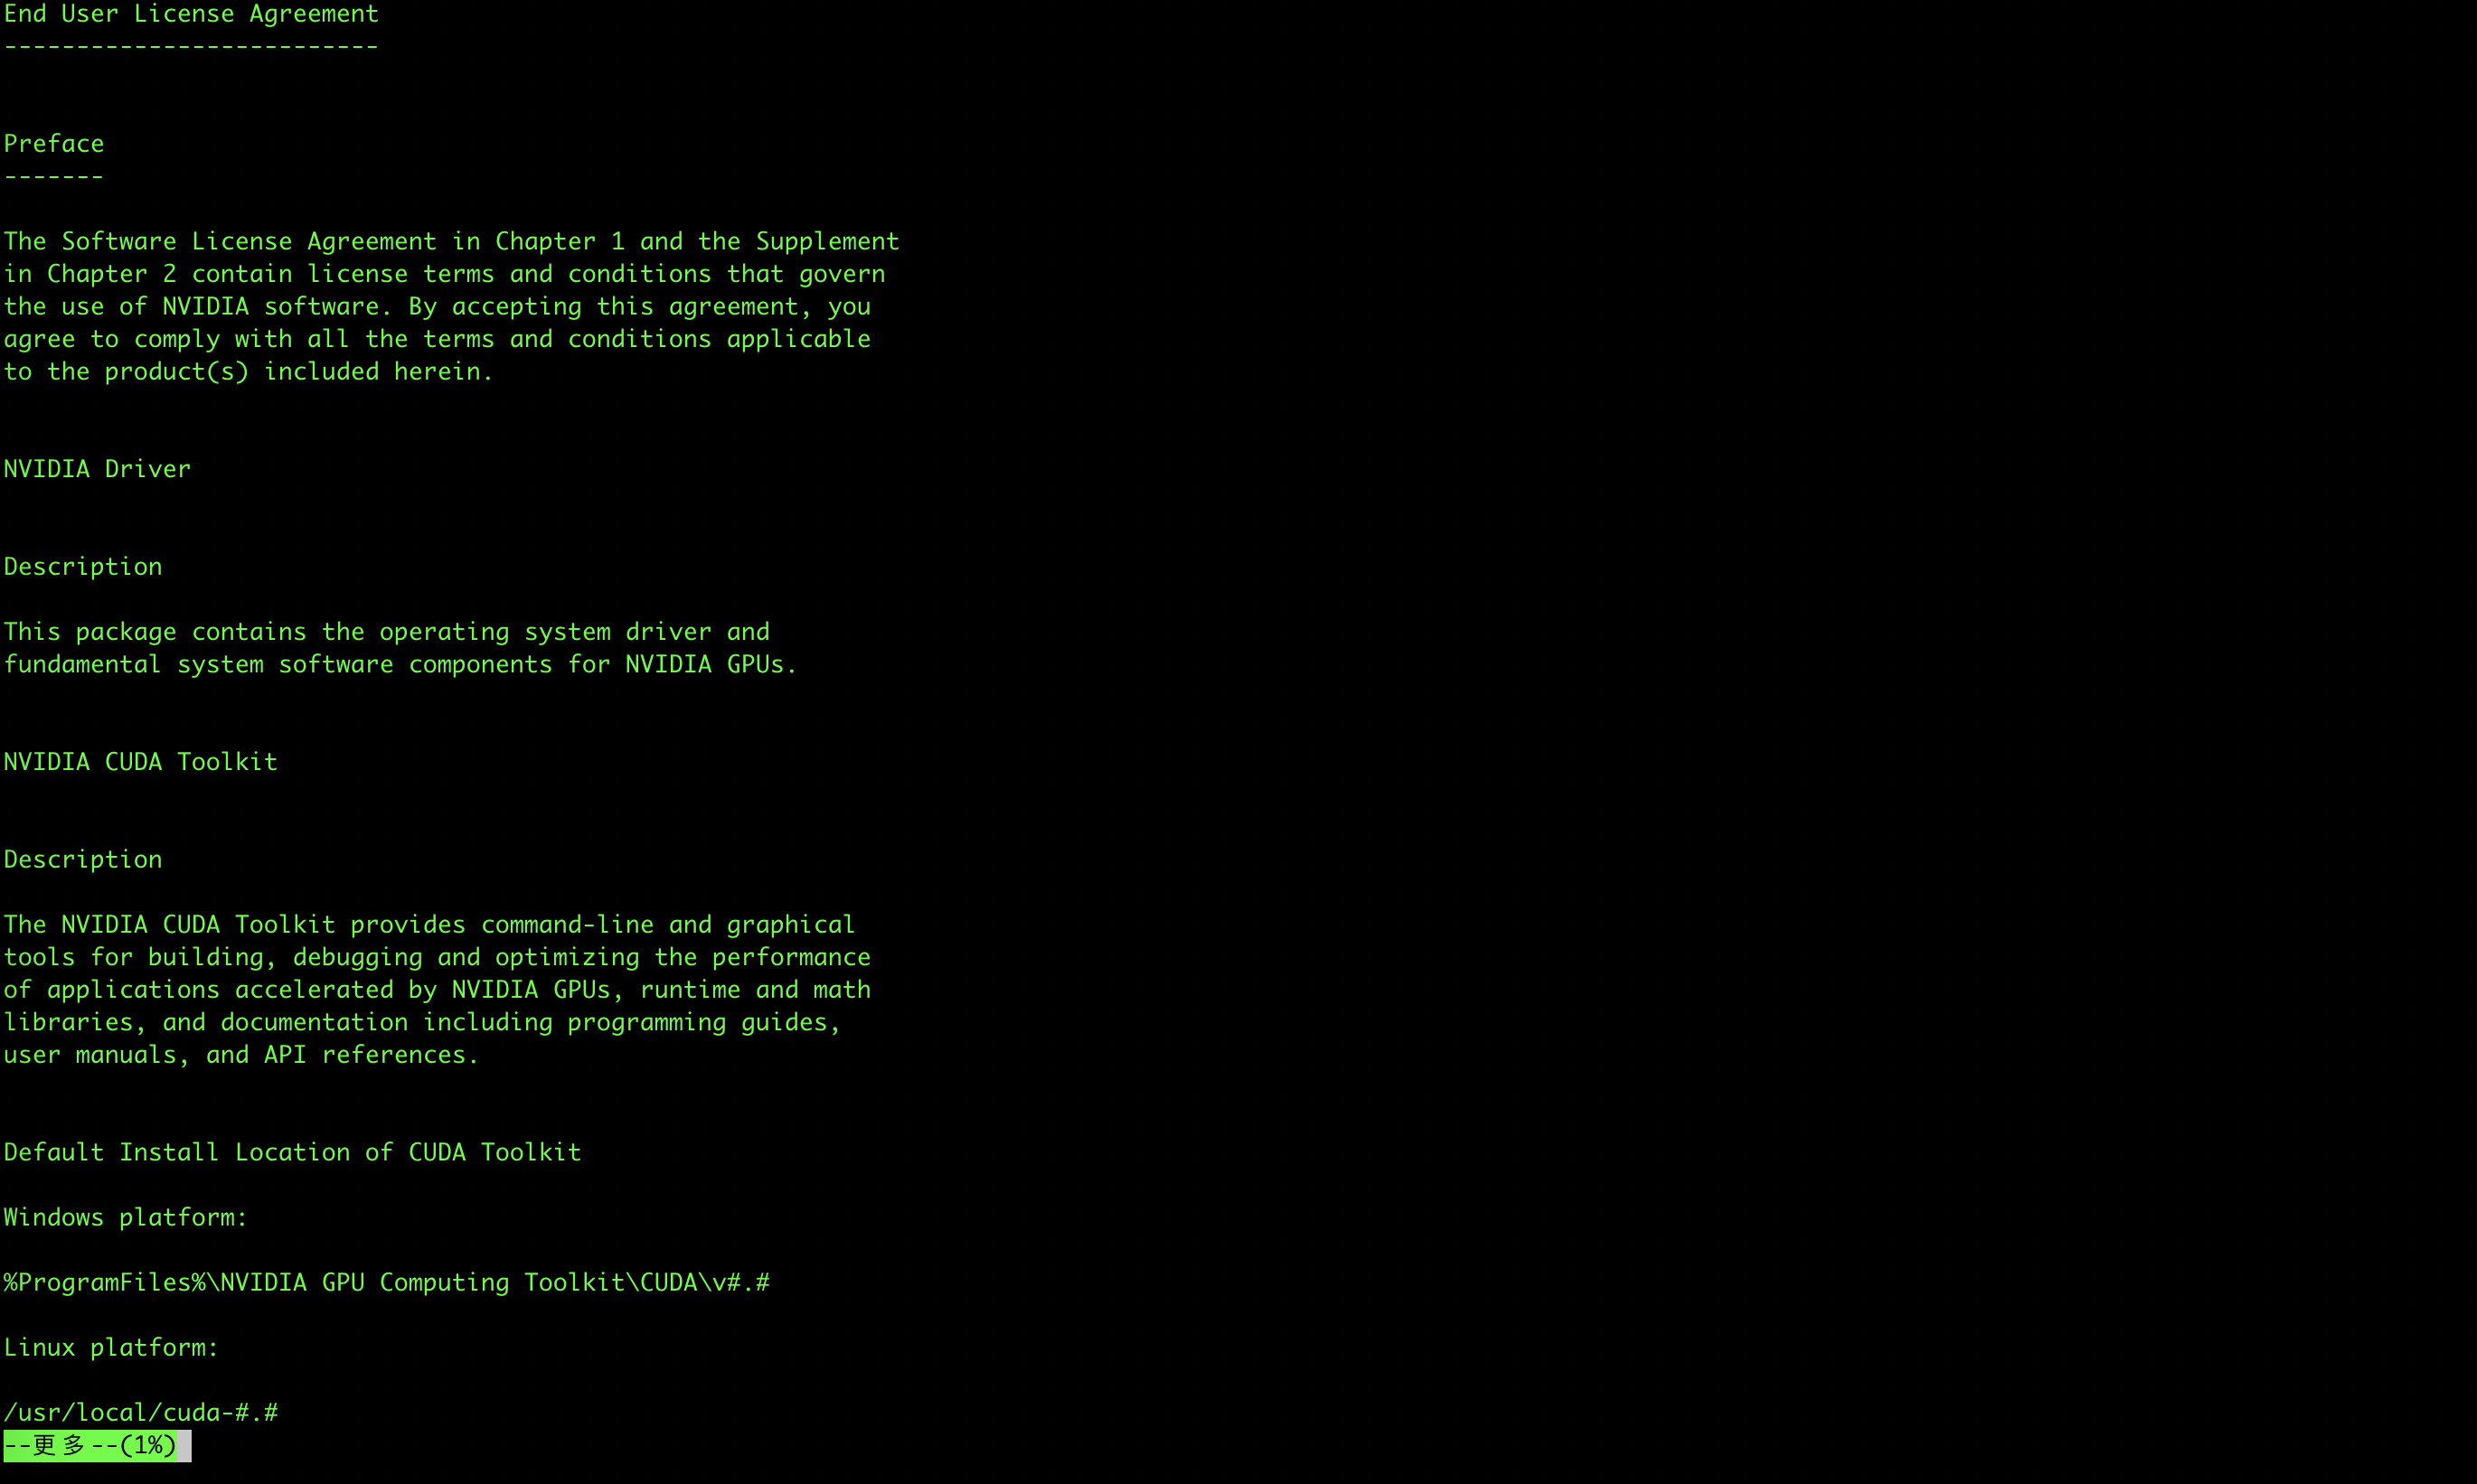 End User License Agreement
--------------------------
Preface
-------
The Software License Agreement in Chapter 1 and the Supplement
in Chapter 2 contain license terms and conditions that govern
the use of NVIDIA software. By accepting this agreement, you
agree to comply with all the terms and conditions applicable
to the product(s) included herein.
NVIDIA Driver
Description
This package contains the operating system driver and
fundamental system software components for NVIDIA GPUs.
NVIDIA CUDA Toolkit
Description
The NVIDIA CUDA Toolkit provides command-line and graphical
tools for building, debugging and optimizing the performance
of applications accelerated by NVIDIA GPUs, runtime and math
libraries, and documentation including programming guides,
user manuals, and API references.
Default Install Location of CUDA Toolkit
Windows platform:
%ProgramFiles%\NVIDIA GPU Computing Toolkit\CUDA\v#.#
Linux platform:
/usr/local/cuda-#.#
--更多--(1%)